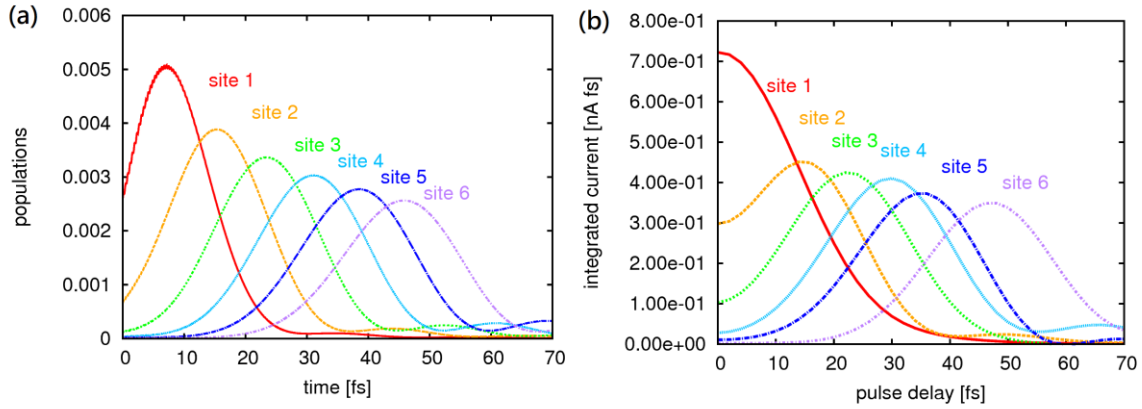 (a)
populations
0.006
0.005
0.004
0.003
0.002
0.001
0
site 1
site 2
site 3
site 4
site 5
site 6
0 10 20 30 40 50 60 70
time [fs]
(b)
integrated current [nA fs]
8.00e-01
7.00e-01
6.00e-01
5.00e-01
4.00e-01
3.00e-01
2.00e-01
1.00e-01
0.00e+00
site 1
site 2
site 3
site 4
site 5
site 6
0 10 20 30 40 50 60 70
pulse delay [fs]